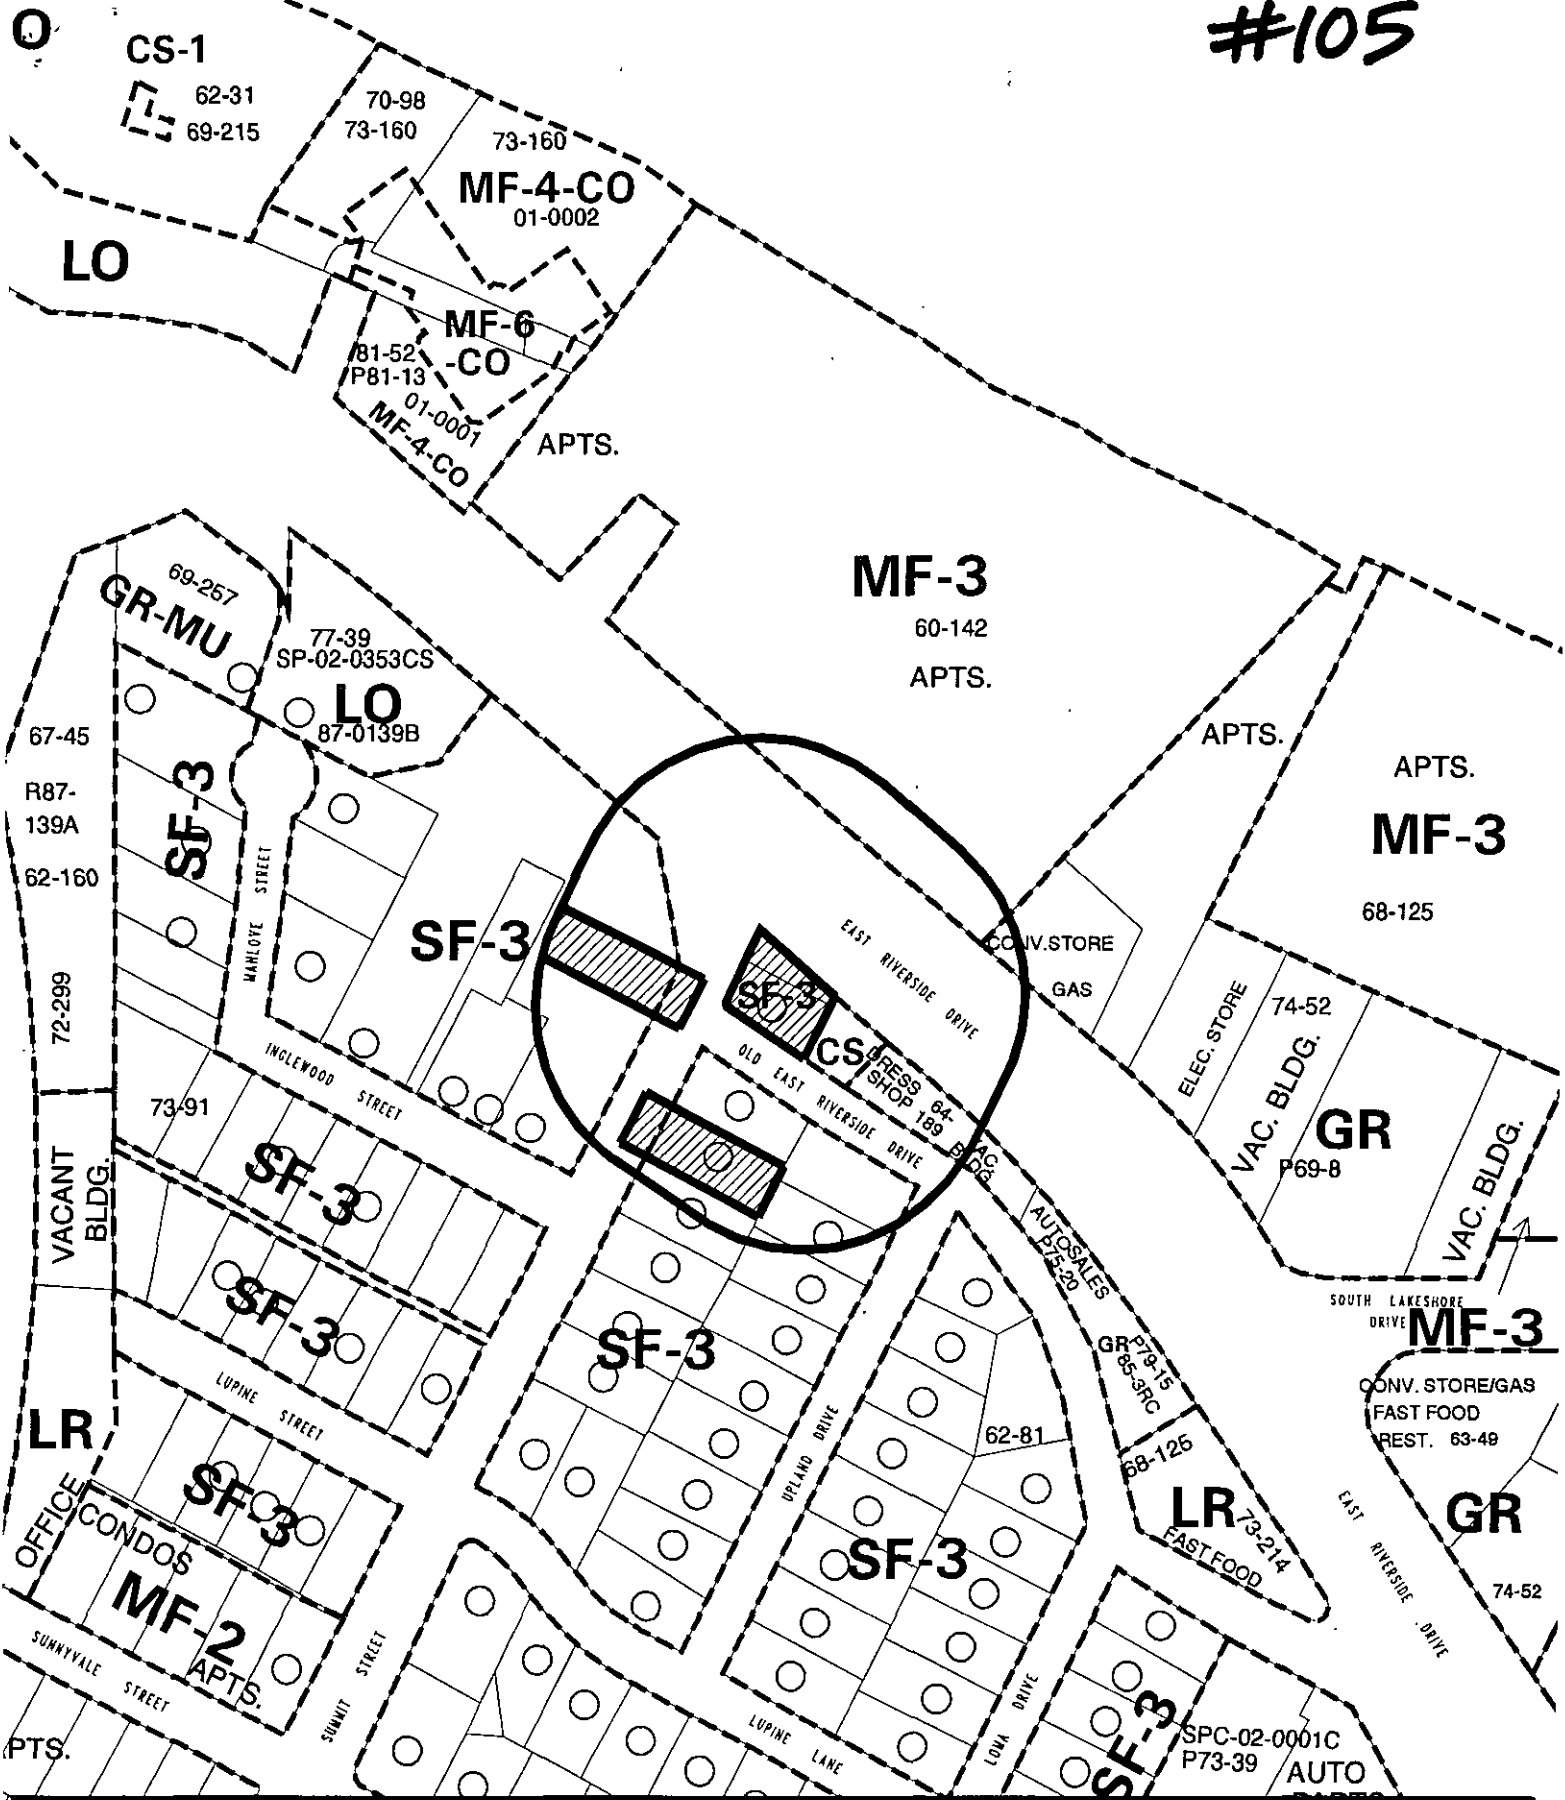 #105
O
CS-1
62-31
69-215
70-98
73-160
73-160
MF-4-CO
01-0002
LO
MF-6
-CO
81-52
P81-13
01-0001
MF-4-CO
APTS.
MF-3
60-142
APTS.
69-257
GR-MU
77-39
SP-02-0353CS
LO
87-0139B
67-45
R87-
139A
62-160
72-299
SF-3
MANLOVE STREET
SF-3
APTS.
APTS.
MF-3
68-125
CONV.STORE
GAS
EAST RIVERSIDE DRIVE
SF-3
CS
DRESS
SHOP
64-
189
VAC.
BLDG.
OLD EAST RIVERSIDE DRIVE
ELEC. STORE
74-52
VAC. BLDG.
GR
P69-8
VAC. BLDG.
INGLEWOOD STREET
73-91
VACANT
BLDG.
SF-3
SF-3
AUTOSALES
P75-20
SOUTH LAKESHORE
DRIVE
MF-3
GR
P79-15
85-3RC
CONV. STORE/GAS
FAST FOOD
REST. 63-49
SF-3
LUPINE STREET
UPLAND DRIVE
62-81
68-125
LR
LR
73-214
FAST FOOD
GR
EAST RIVERSIDE DRIVE
74-52
SF-3
OFFICE
CONDOS
MF-2
APTS.
SF-3
SUNNYVALE STREET
SUMMIT STREET
LUPINE LANE
LOMA DRIVE
SF-3
SPC-02-0001C
P73-39
AUTO
PARTS
PTS.